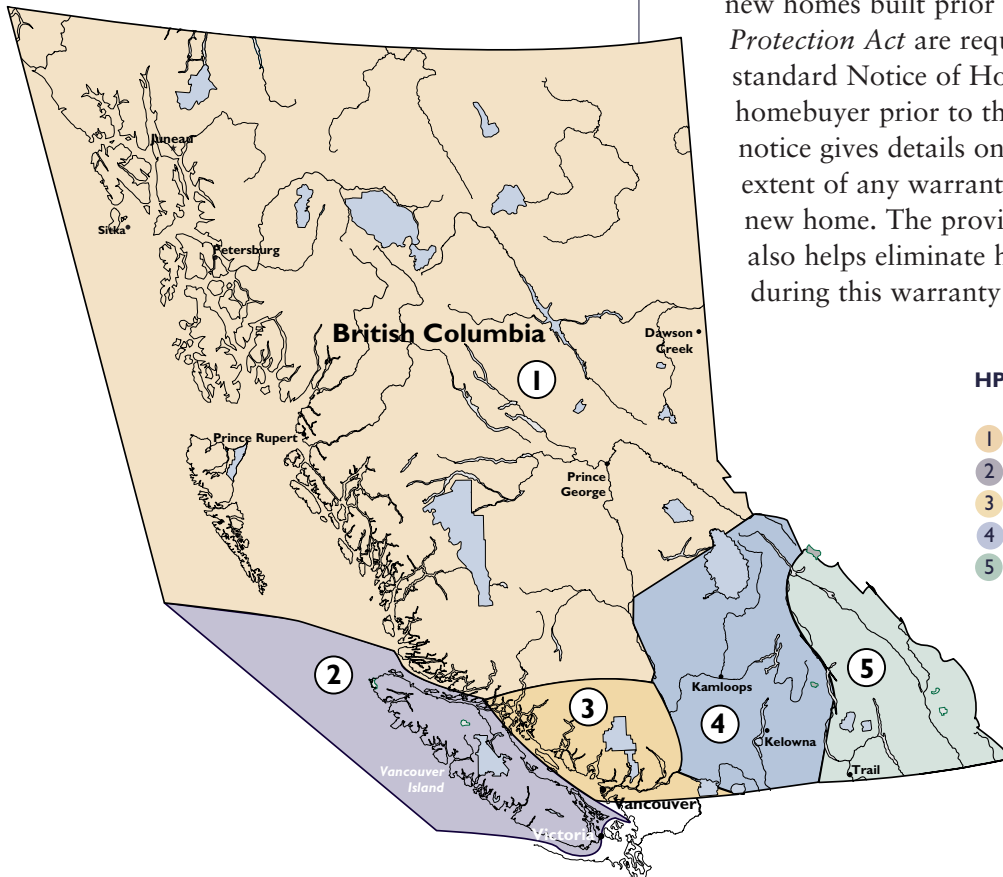 new homes built prior
Protection Act are requ
standard Notice of Ho
homebuyer prior to th
notice gives details on
extent of any warrant
new home. The provi
also helps eliminate h
during this warranty
Juneau
Sitka
Petersburg
British Columbia
Dawson
Creek
1
HP
Prince Rupert
1
2
3
4
5
Prince
George
2
3
4
5
Kamloops
Kelowna
Vancouver
Island
Trail
Vancouver
Victoria